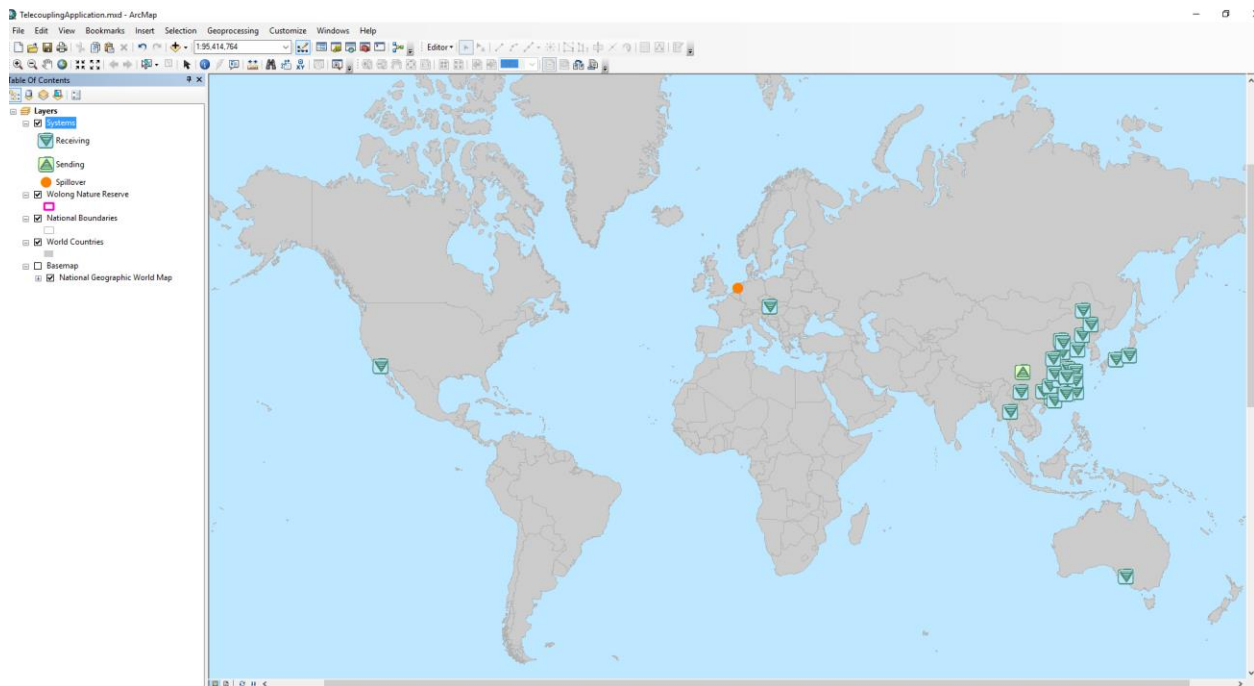 TelecouplingApplication.mxd - ArcMap
File Edit View Bookmarks Insert Selection Geoprocessing Customize Windows Help
1:95,414,764
Editor
Table Of Contents
Layers
Systems
Receiving
Sending
Spillover
Wolong Nature Reserve
National Boundaries
World Countries
Basemap
National Geographic World Map